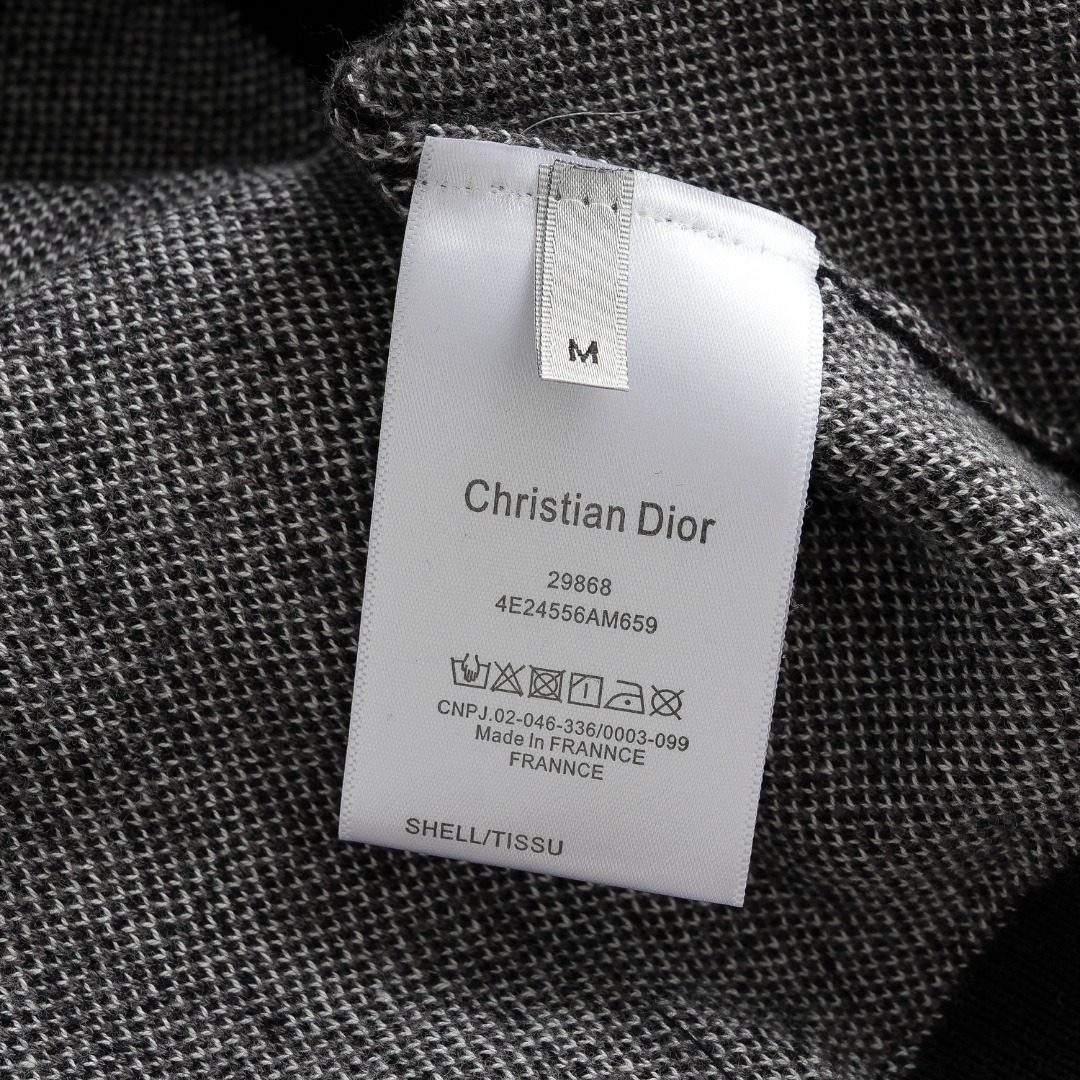 M
Christian Dior
29868
4E24556AM659
CNPJ.02-046-336/0003-099
Made In FRANNCE
FRANNCE
SHELL/TISSU